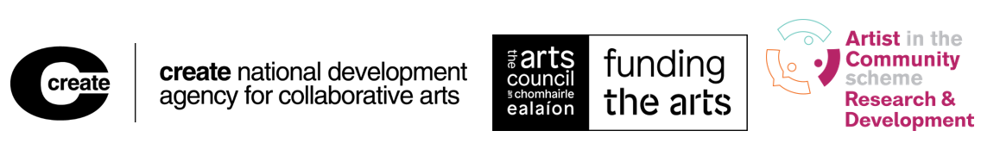 create
create national development
agency for collaborative arts
the arts
council
an chomhairle
ealaíon
funding
the arts
Artist in the
Community
scheme
Research &
Development